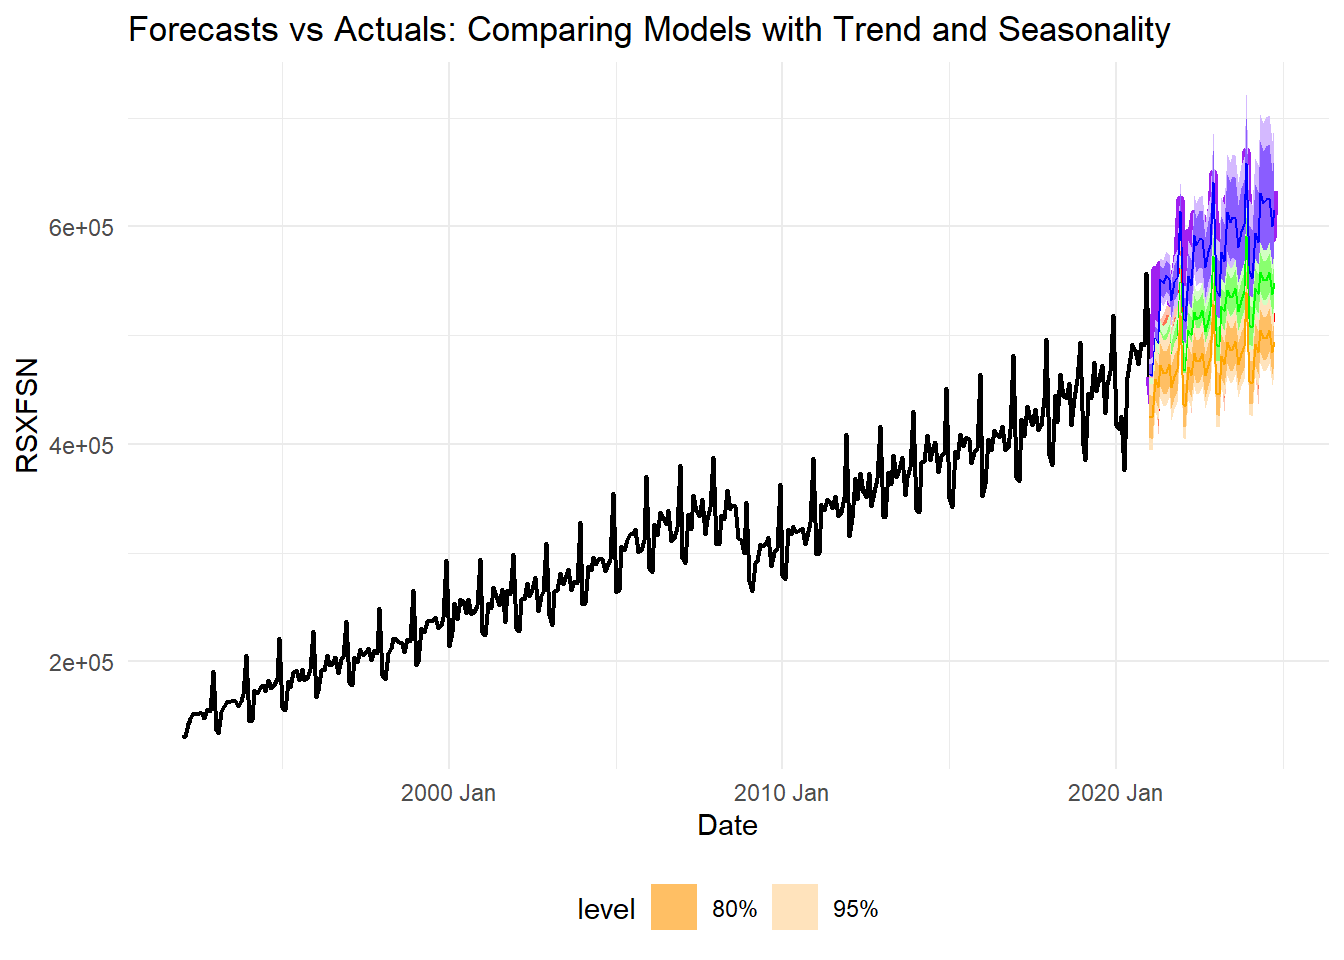 Forecasts vs Actuals: Comparing Models with Trend and Seasonality
RSXFSN
6e+05
4e+05
2e+05
2000 Jan
2010 Jan
2020 Jan
Date
level
80%
95%